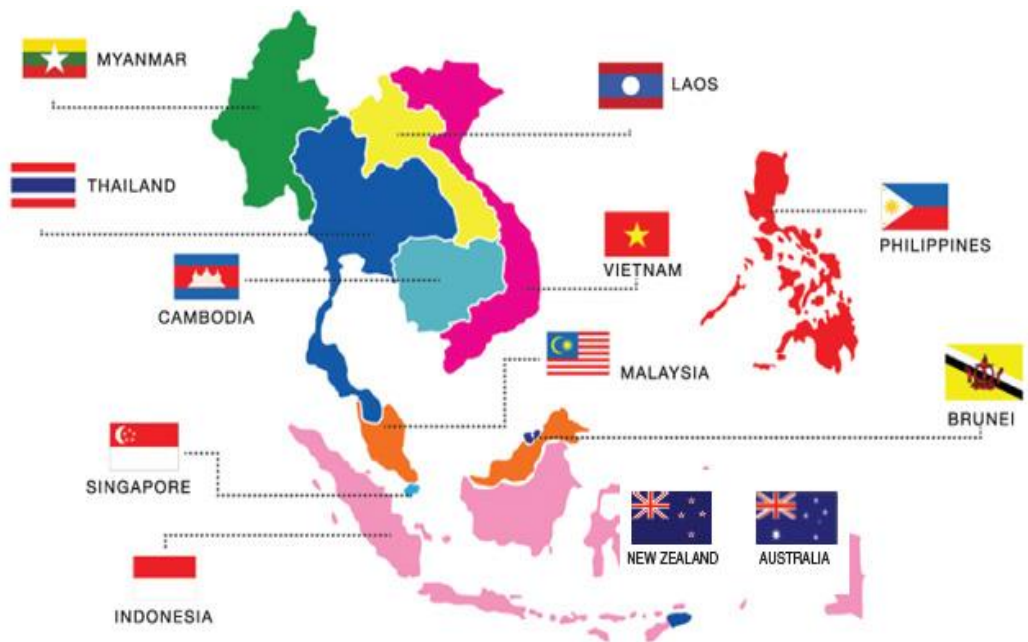 MYANMAR
LAOS
THAILAND
PHILIPPINES
VIETNAM
CAMBODIA
MALAYSIA
BRUNEI
SINGAPORE
NEW ZEALAND
AUSTRALIA
INDONESIA